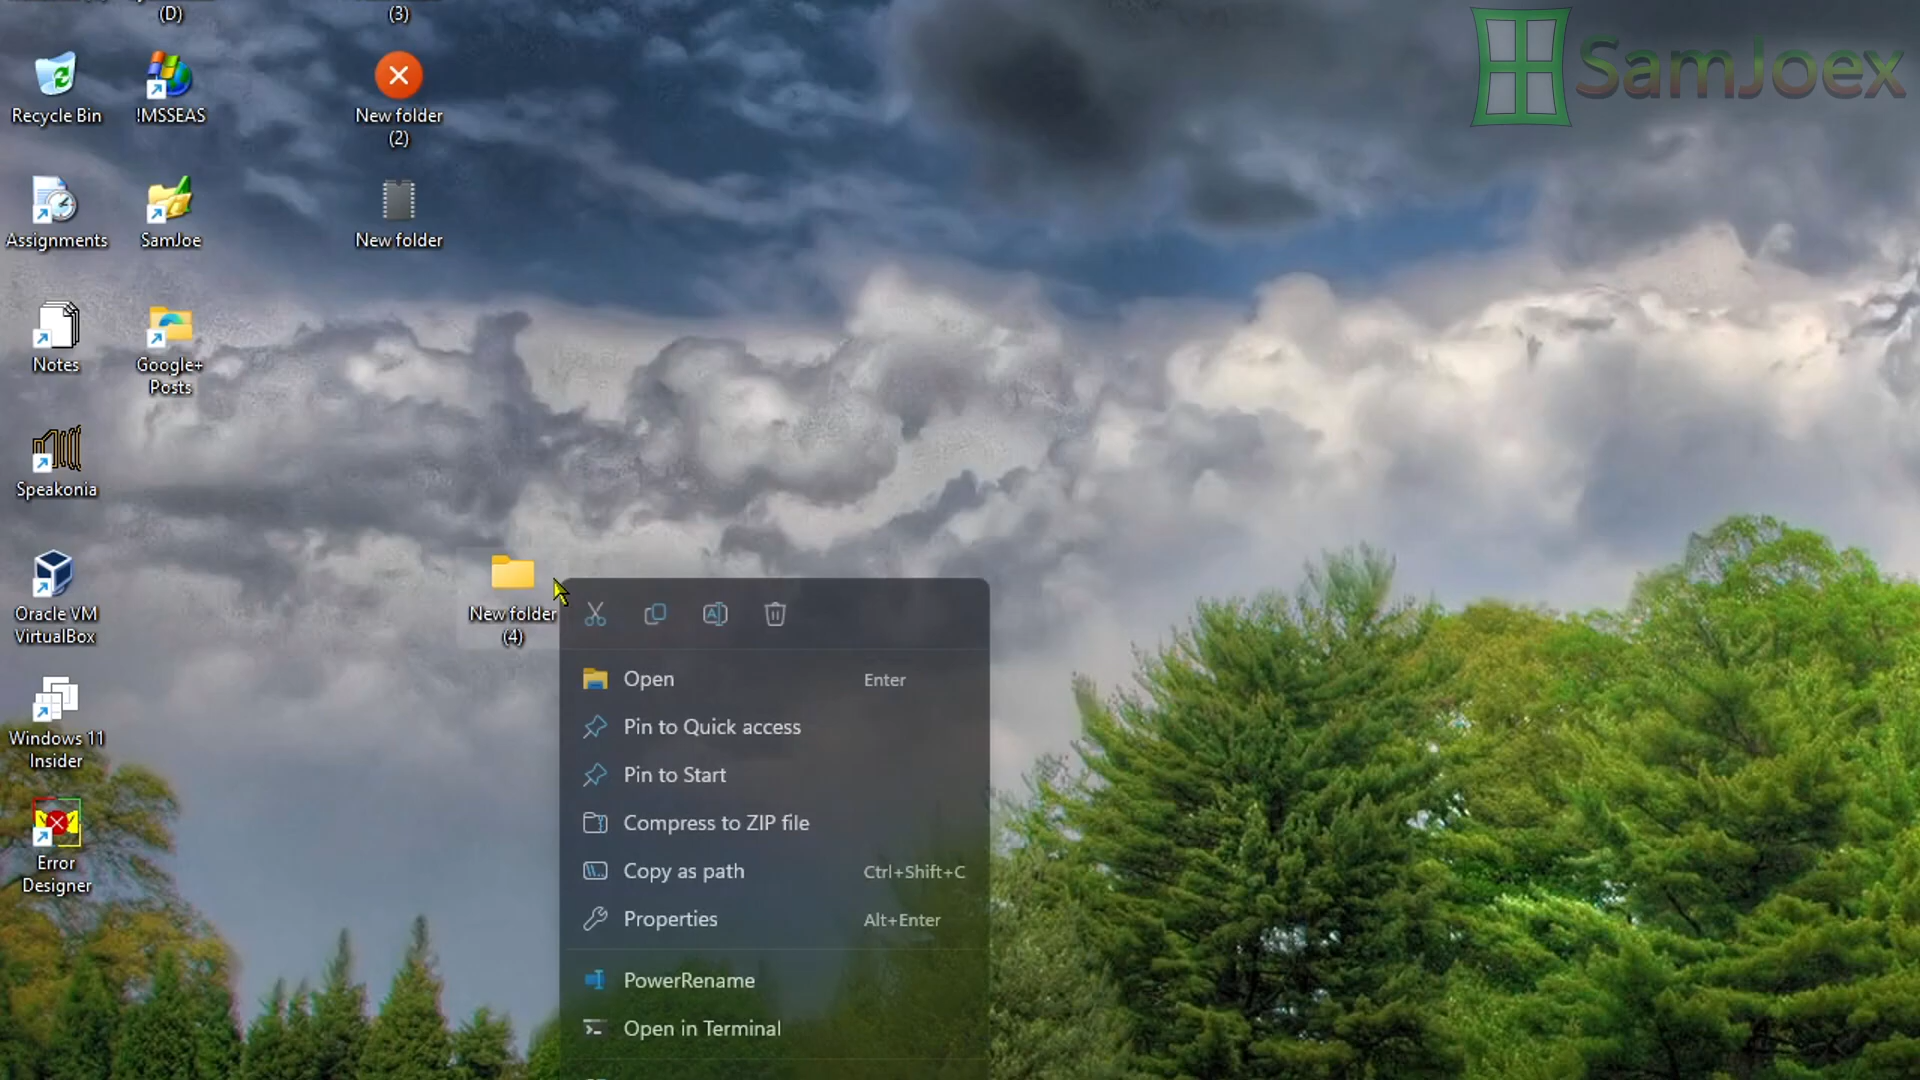 (D)
(3)
SamJoex
Recycle Bin
!MSSEAS
New folder
(2)
Assignments
SamJoe
New folder
Notes
Google+
Posts
Speakonia
Oracle VM
VirtualBox
New folder
(4)
Windows 11
Insider
Error
Designer
Open Enter
Pin to Quick access
Pin to Start
Compress to ZIP file
Copy as path Ctrl+Shift+C
Properties Alt+Enter
PowerRename
Open in Terminal